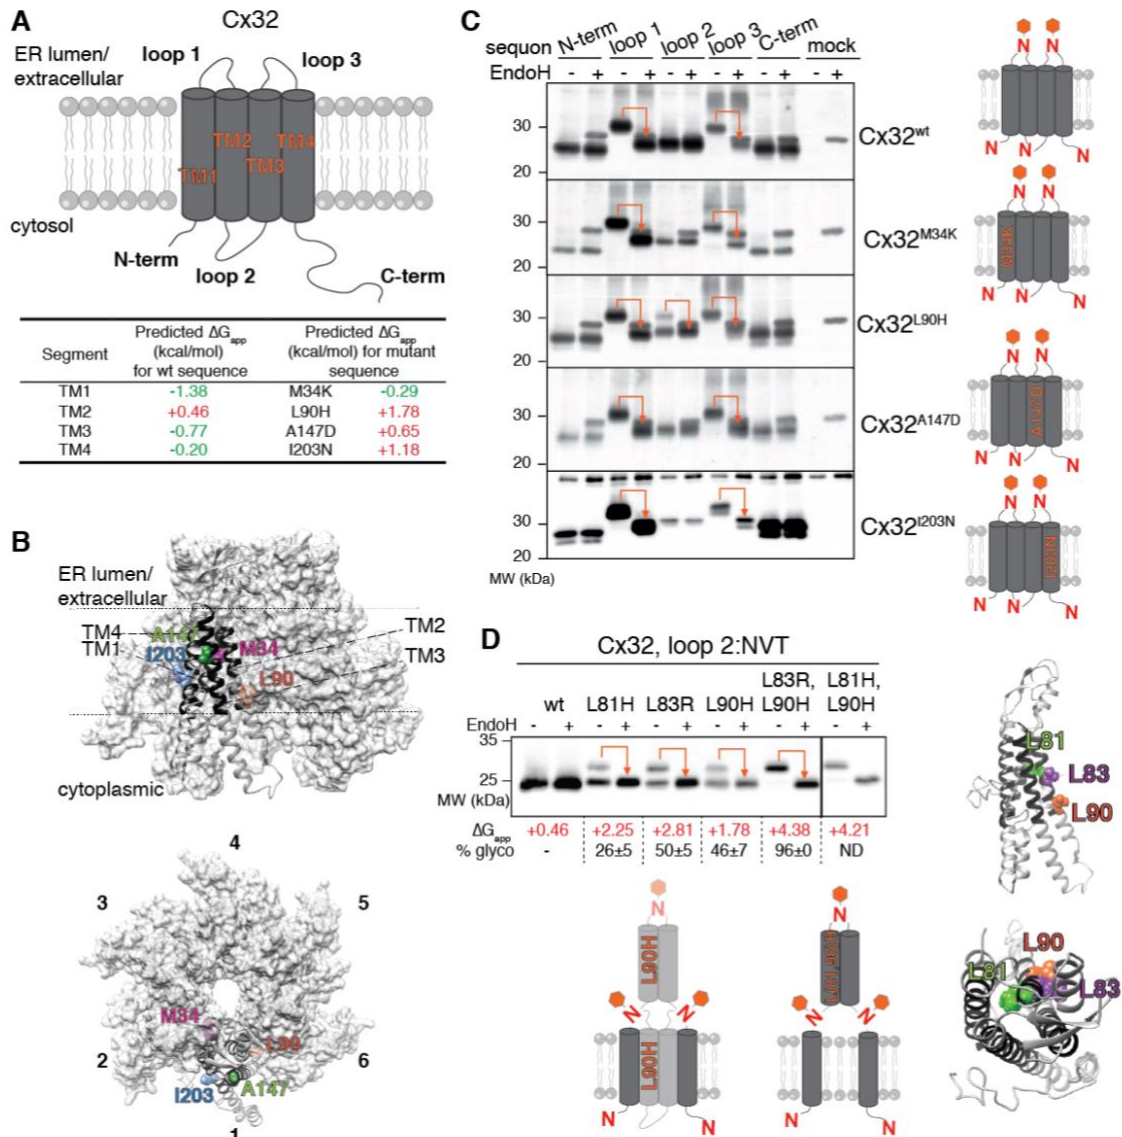 A
Cx32
ER lumen/
extracellular
loop 1
loop 3
TM1
TM2
TM3
TM4
cytosol
N-term
loop 2
C-term
Segment	Predicted ΔGapp (kcal/mol) for wt sequence	Predicted ΔGapp (kcal/mol) for mutant sequence
TM1	-1.38	M34K	-0.29
TM2	+0.46	L90H	+1.78
TM3	-0.77	A147D	+0.65
TM4	-0.20	I203N	+1.18
B
ER lumen/
extracellular
TM4
TM1
A147
I203
M34
L90
TM2
TM3
cytoplasmic
4
3
5
M34
L90
2
6
I203
A147
1
C
sequon N-term loop 1 loop 2 loop 3 C-term mock
EndoH - + - + - + - + - + - +
30
20
Cx32wt
30
20
Cx32M34K
30
20
Cx32L90H
30
20
Cx32A147D
30
20
Cx32I203N
MW (kDa)
N N
N N
N N
M34K
N N
N N
A147D
N N
N N
I203N
N N
D
Cx32, loop 2:NVT
wt L81H L83R L90H L83R, L90H L81H, L90H
EndoH - + - + - + - + - + - +
35
25
MW (kDa)
ΔGapp +0.46 +2.25 +2.81 +1.78 +4.38 +4.21
% glyco - 26±5 50±5 46±7 96±0 ND
N
L90H
N N
L90H
N N
N
L81,90H
N N
N N
L81
L83
L90
L90
L81
L83